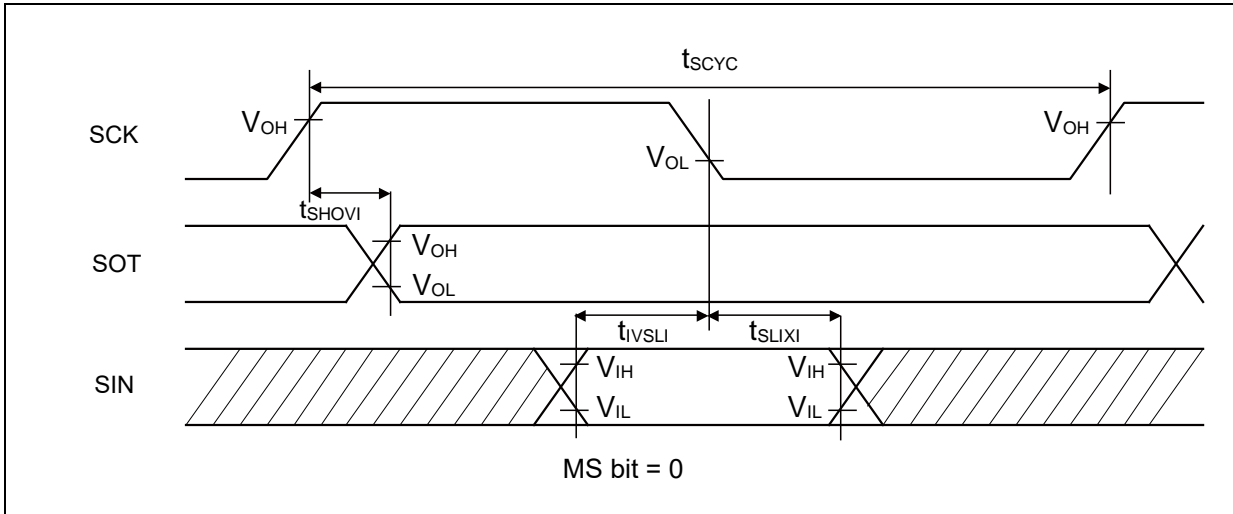 tSCYC
SCK
VOH
VOL
VOH
tSHOVI
SOT
VOH
VOL
tIVSLI
tSLIXI
SIN
VIH
VIL
VIH
VIL
MS bit = 0